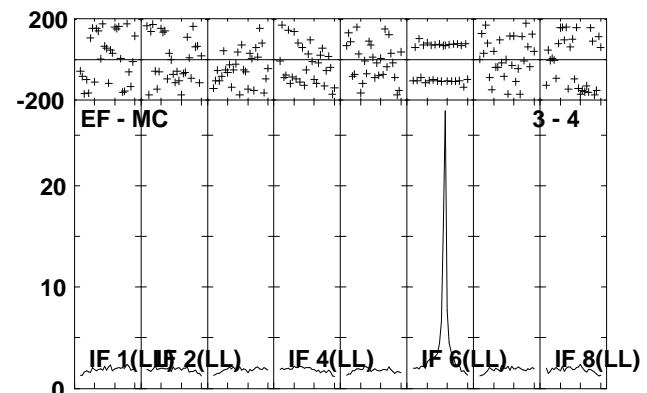 200
-200
EF - MC 3 - 4
20
10
IF 1(LL) IF 2(LL) IF 4(LL) IF 6(LL) IF 8(LL)
0